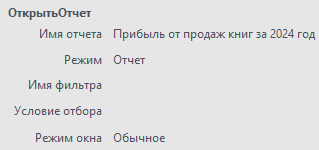 ОткрытьОтчет
Имя отчета Прибыль от продаж книг за 2024 год
Режим Отчет
Имя фильтра
Условие отбора
Режим окна Обычное